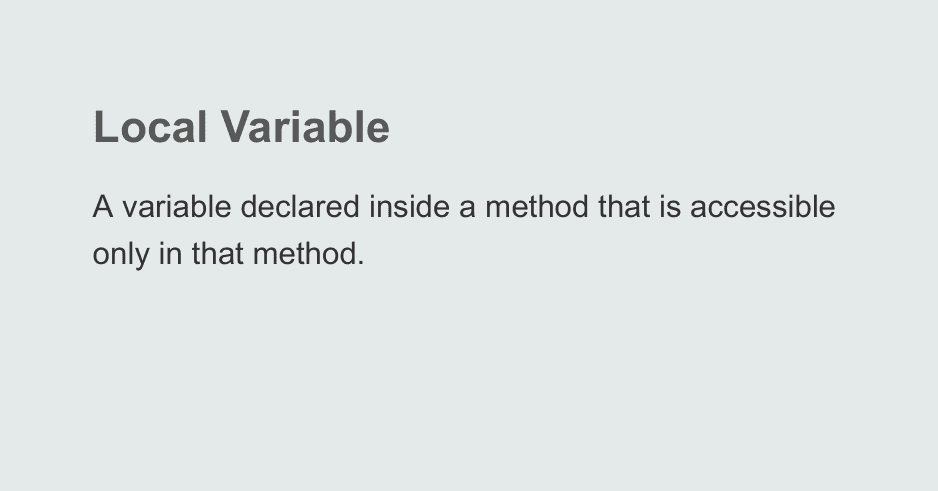 Local Variable
A variable declared inside a method that is accessible
only in that method.